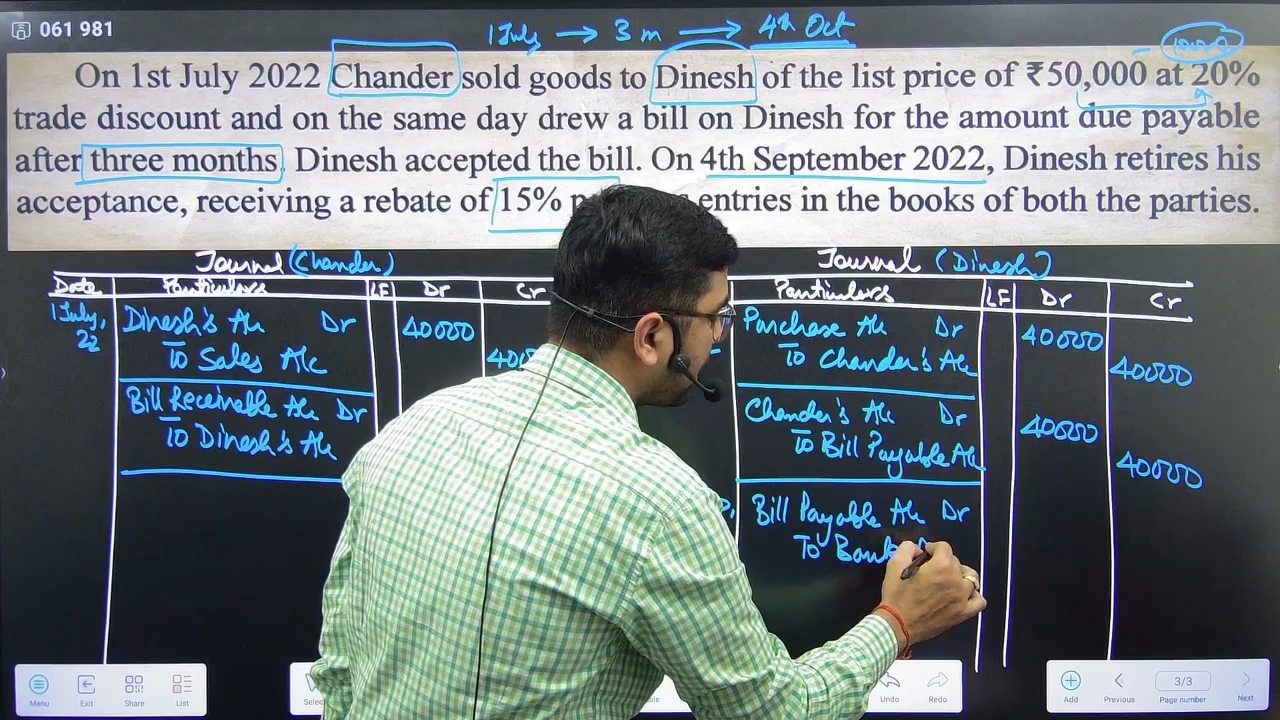 061 981
1 July → 3 m → 4th Oct
On 1st July 2022 Chander sold goods to Dinesh of the list price of ₹50,000 at 20%
trade discount and on the same day drew a bill on Dinesh for the amount due payable
after three months. Dinesh accepted the bill. On 4th September 2022, Dinesh retires his
acceptance, receiving a rebate of 15% entries in the books of both the parties.
Journal (Chander)
Date Particulars LF Dr Cr
1 July, 22 Dinesh's A/c Dr 40000
To Sales A/c
Bill Receivable A/c Dr
To Dinesh's A/c
Journal (Dinesh)
Particulars LF Dr Cr
Purchase A/c Dr 40000
To Chander's A/c 40000
Chander's A/c Dr 40000
To Bill Payable A/c 40000
Bill Payable A/c Dr
To Bank
Menu Exit Share List
Undo Redo
Add Previous 3/3 Page number Next